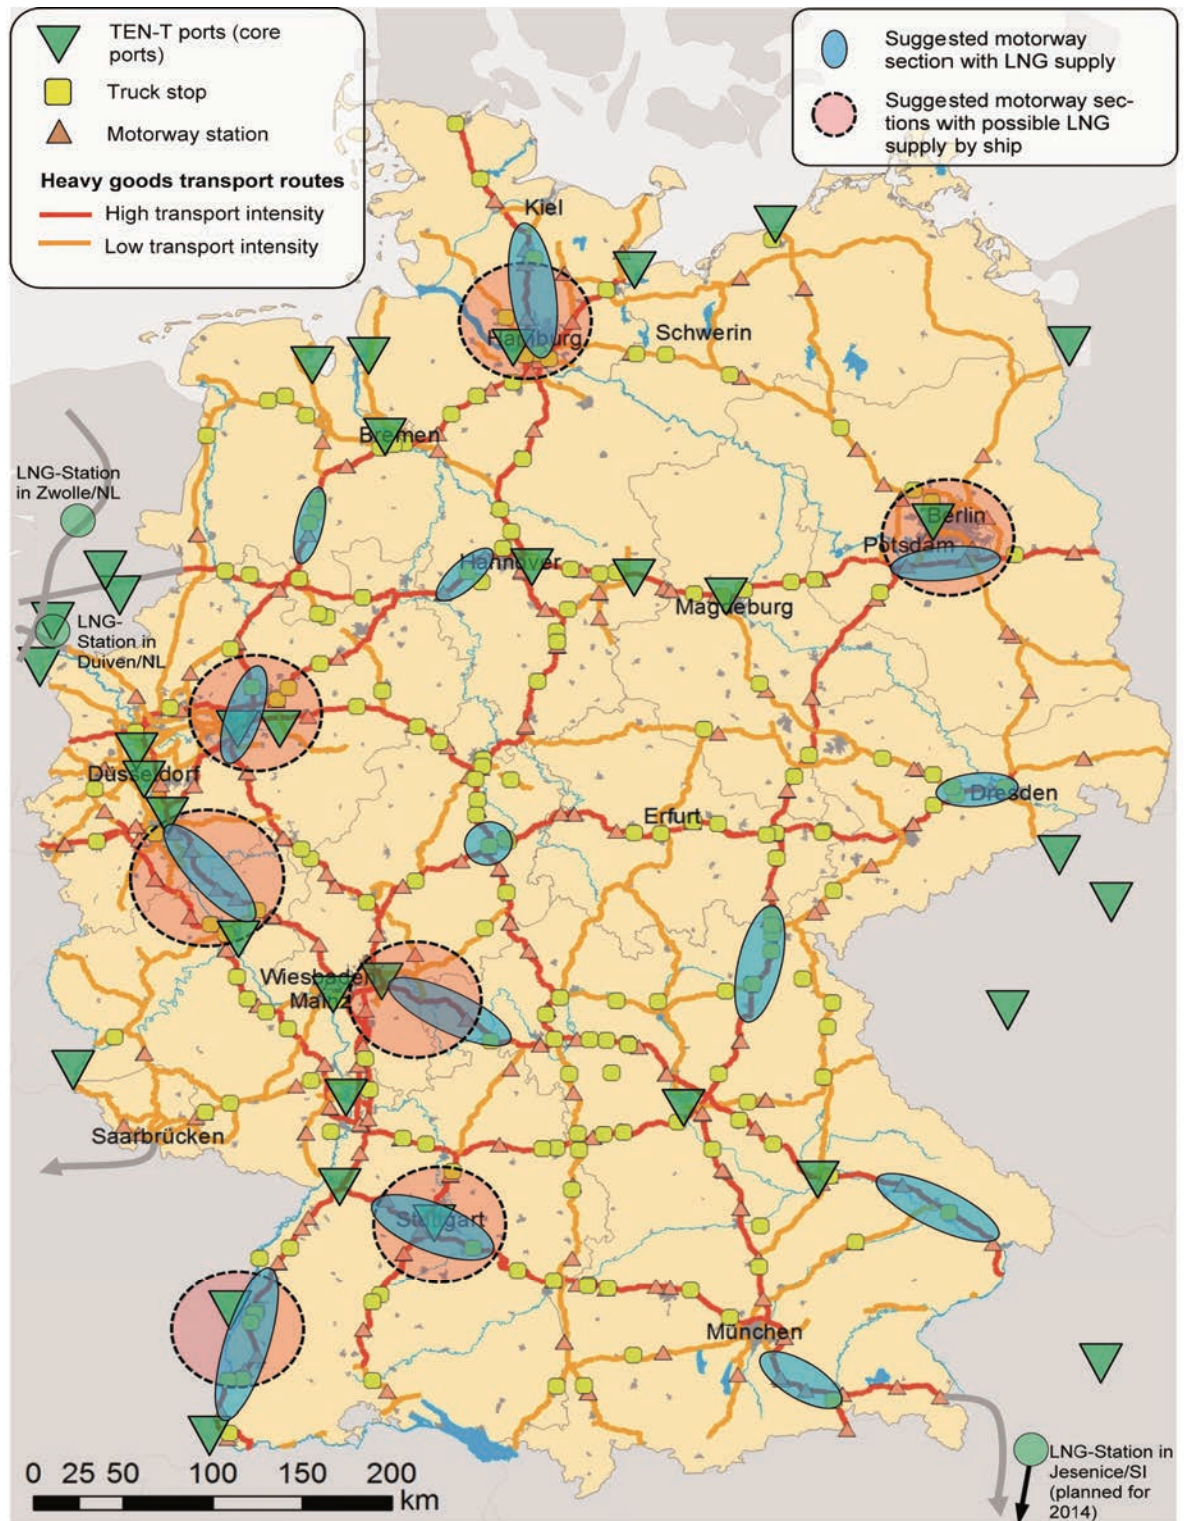 TEN-T ports (core
ports)
Truck stop
Motorway station
Heavy goods transport routes
High transport intensity
Low transport intensity
Suggested motorway
section with LNG supply
Suggested motorway sec-
tions with possible LNG
supply by ship
Kiel
Schwerin
Hamburg
Bremen
LNG-Station
in Zwolle/NL
Berlin
Potsdam
Hannover
Magdeburg
LNG-
Station in
Duiven/NL
Düsseldorf
Dresden
Erfurt
Wiesbaden
Mainz
Saarbrücken
Stuttgart
München
LNG-Station in
Jesenice/SI
(planned for
2014)
0 25 50 100 150 200
km